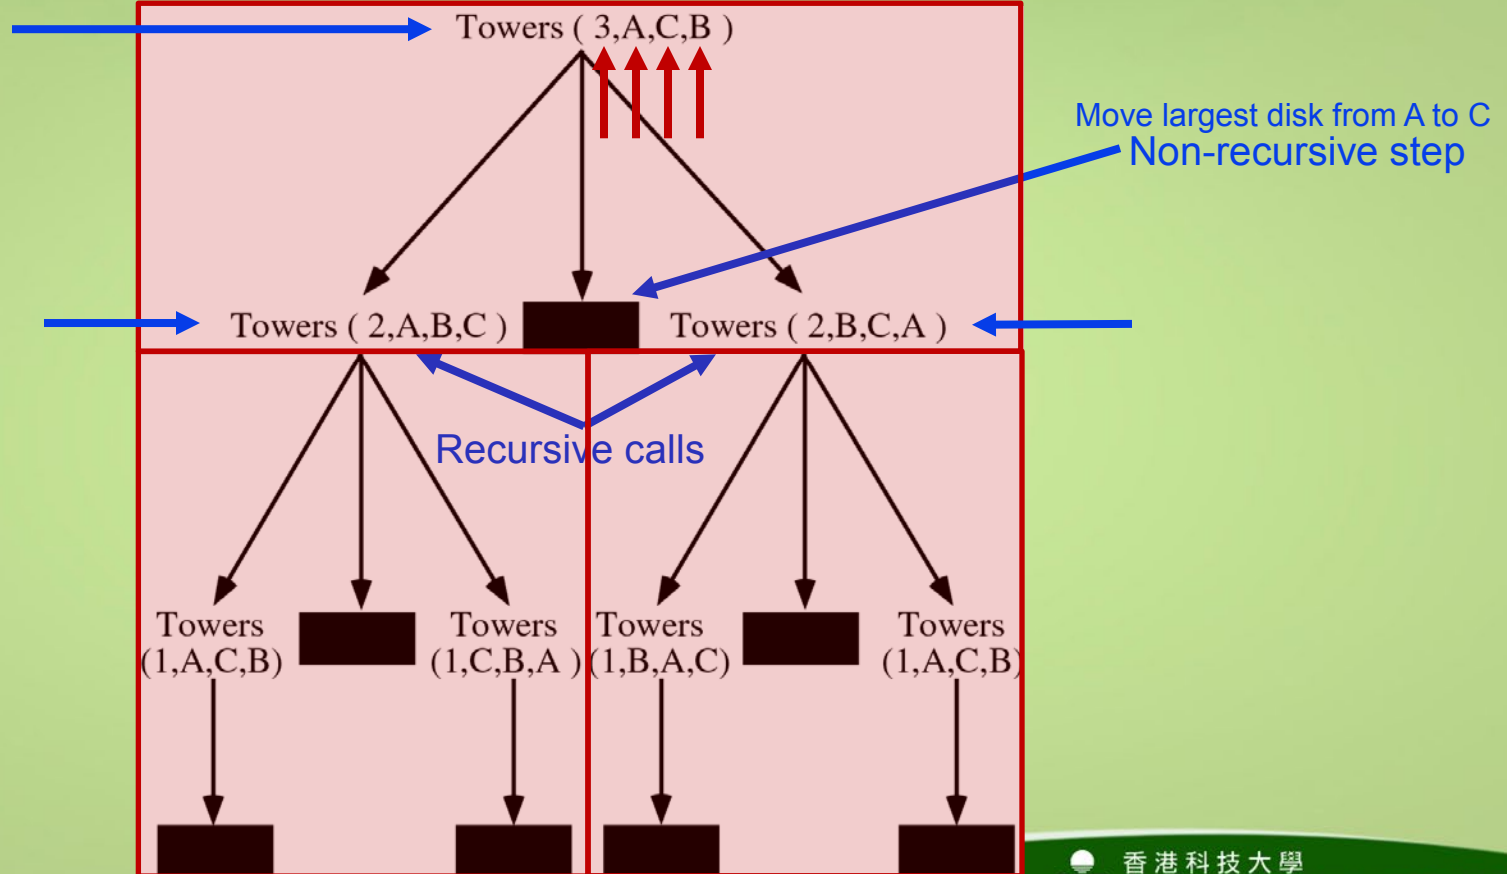 Towers ( 3,A,C,B )
Move largest disk from A to C
Non-recursive step
Towers ( 2,A,B,C )
Towers ( 2,B,C,A )
Recursive calls
Towers
(1,A,C,B)
Towers
(1,C,B,A )
Towers
(1,B,A,C)
Towers
(1,A,C,B)
香港科技大學